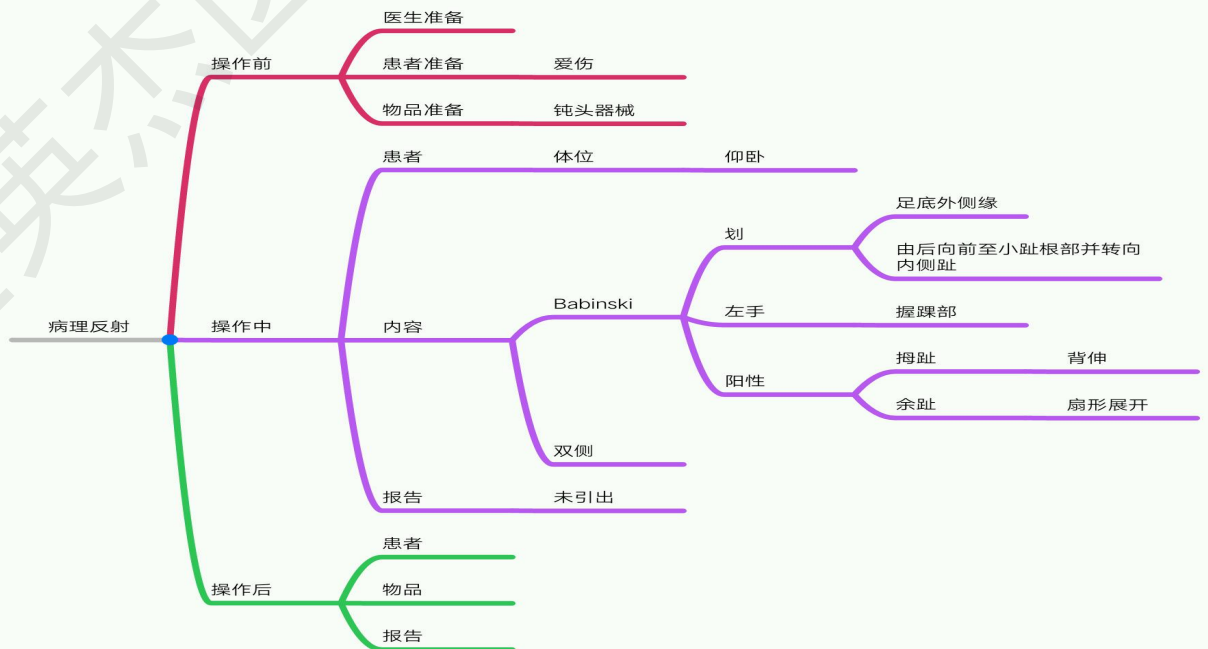 医生准备
操作前
患者准备
爱伤
物品准备
钝头器械
患者
体位
仰卧
足底外侧缘
划
由后向前至小趾根部并转向
内侧趾
Babinski
病理反射
操作中
内容
左手
握踝部
拇趾
背伸
阳性
余趾
扇形展开
双侧
报告
未引出
患者
操作后
物品
报告